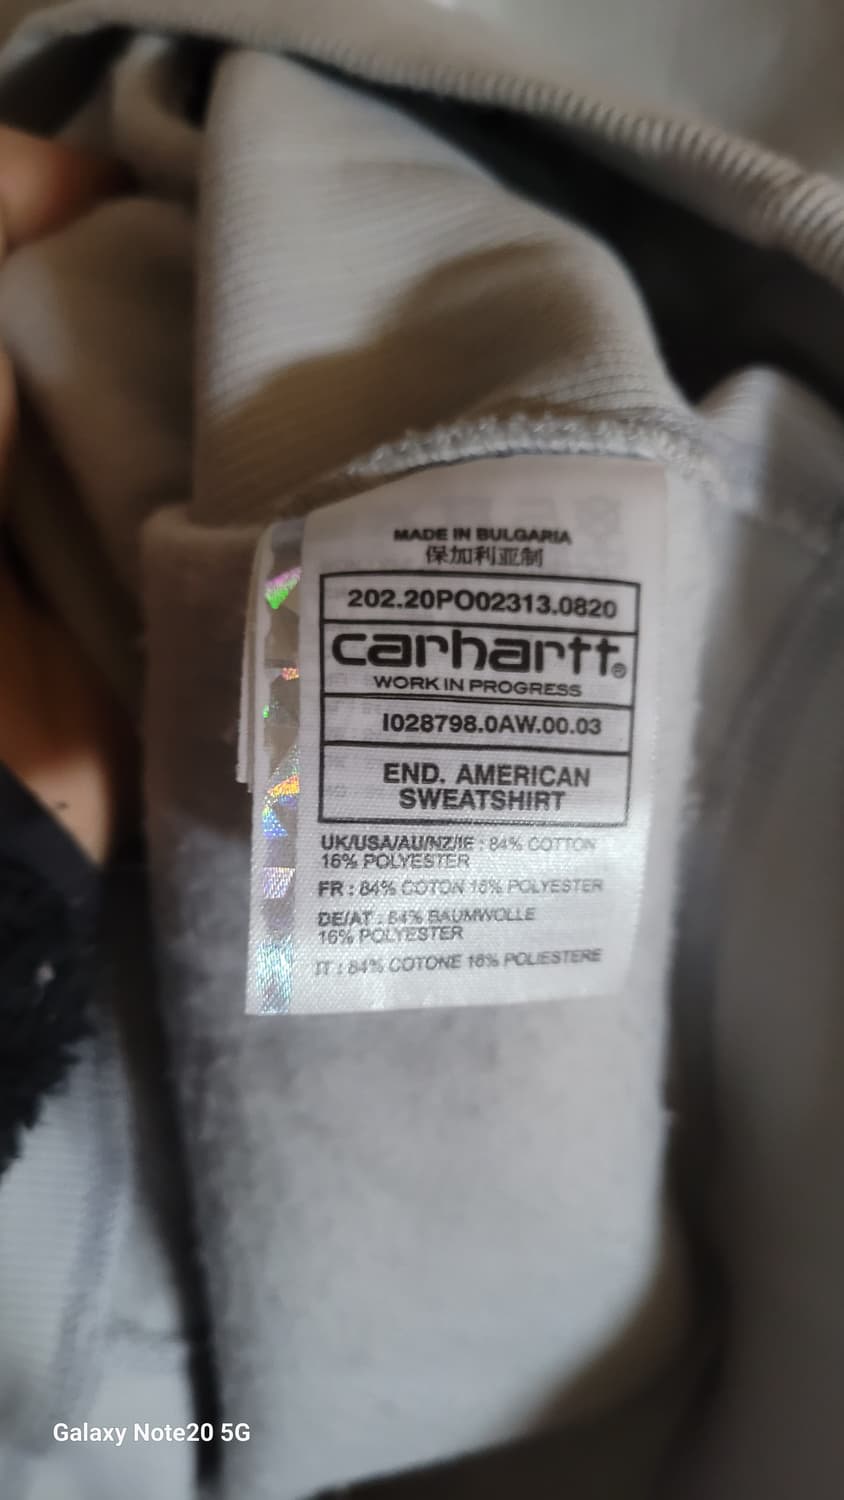 MADE IN BULGARIA
保加利亚制
202.20PO02313.0820
carhartt®
WORK IN PROGRESS
I028798.0AW.00.03
END. AMERICAN
SWEATSHIRT
UK/USA/AU/NZ/IE : 84% COTTON
16% POLYESTER
FR : 84% COTON 16% POLYESTER
DE/AT : 84% BAUMWOLLE
16% POLYESTER
IT : 84% COTONE 16% POLIESTERE
Galaxy Note20 5G